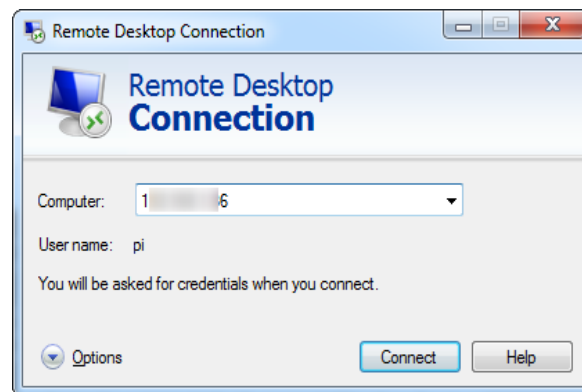 Remote Desktop Connection
Remote Desktop
Connection
Computer:
User name: pi
You will be asked for credentials when you connect.
Options
Connect Help